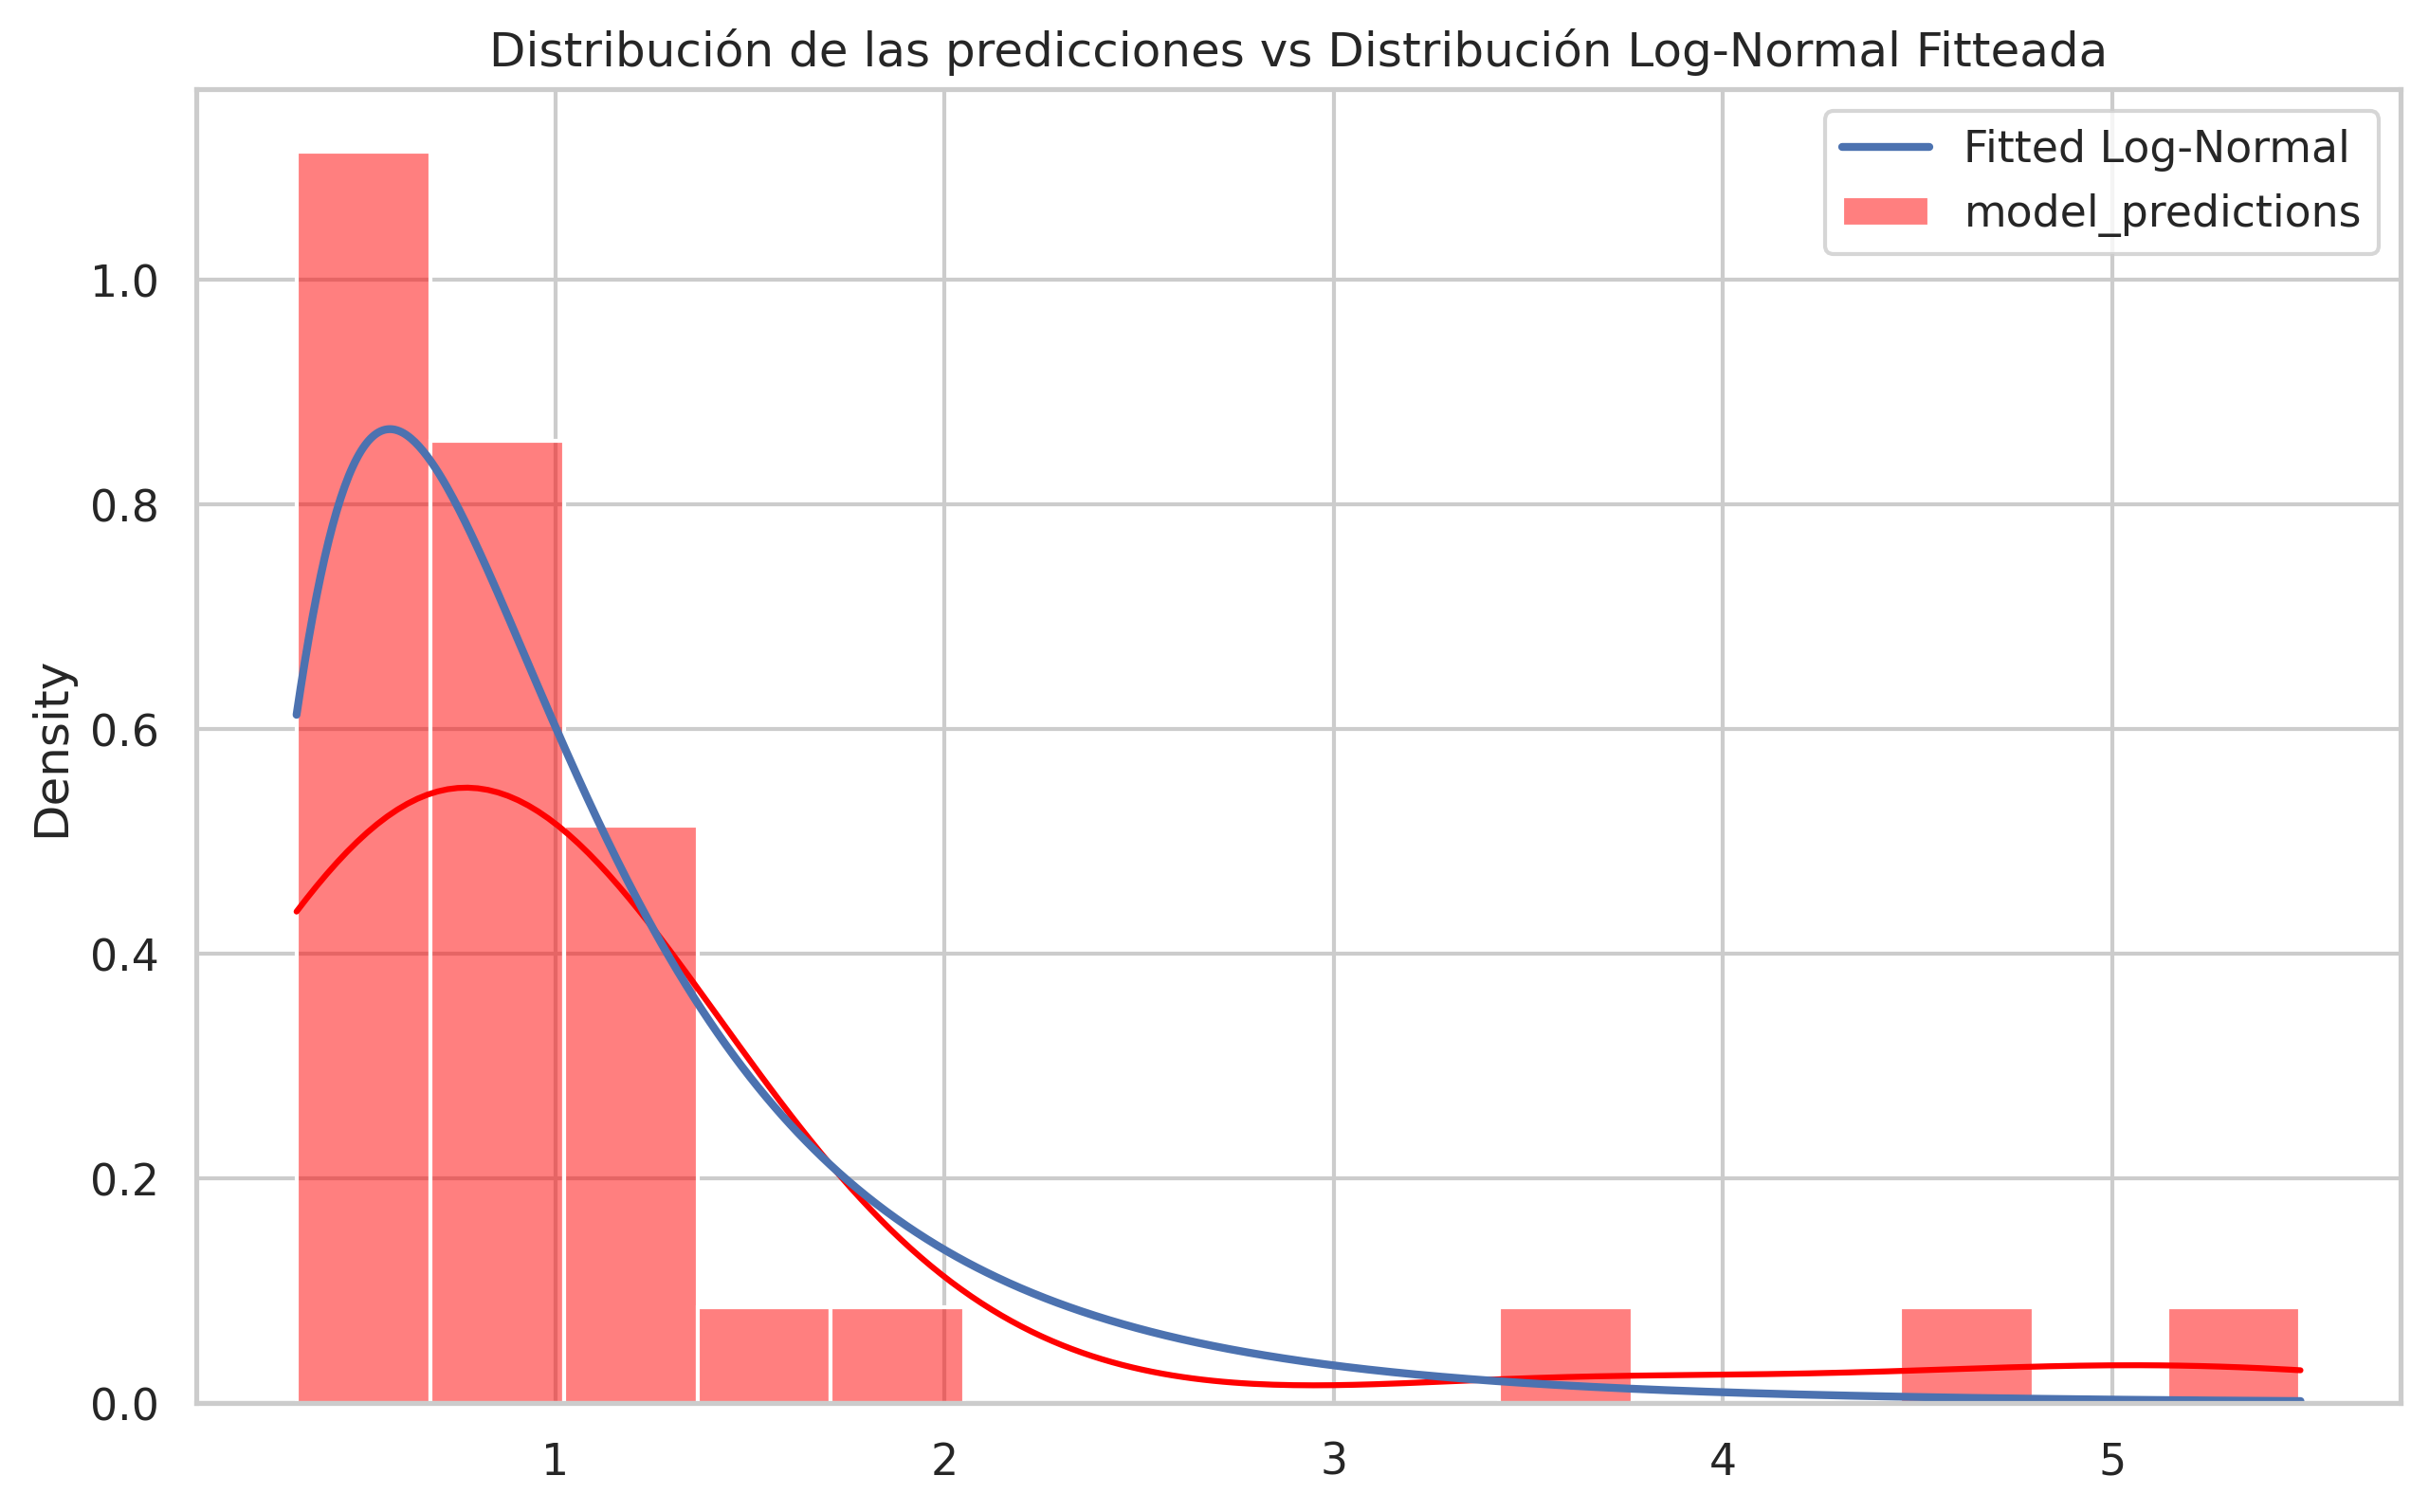 Distribución de las predicciones vs Distribución Log-Normal Fitteada
Fitted Log-Normal
model_predictions
Density
1.0
0.8
0.6
0.4
0.2
0.0
1 2 3 4 5